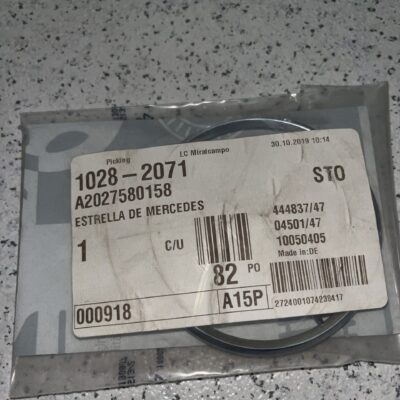 Picking
LC Miralcampo
30.10.2019 10:14
1028-2071
STO
A2027580158
ESTRELLA DE MERCEDES
444837/47
1
C/U
04501/47
10050405
Made in:DE
82 PO
000918
A15P
2724001074239417